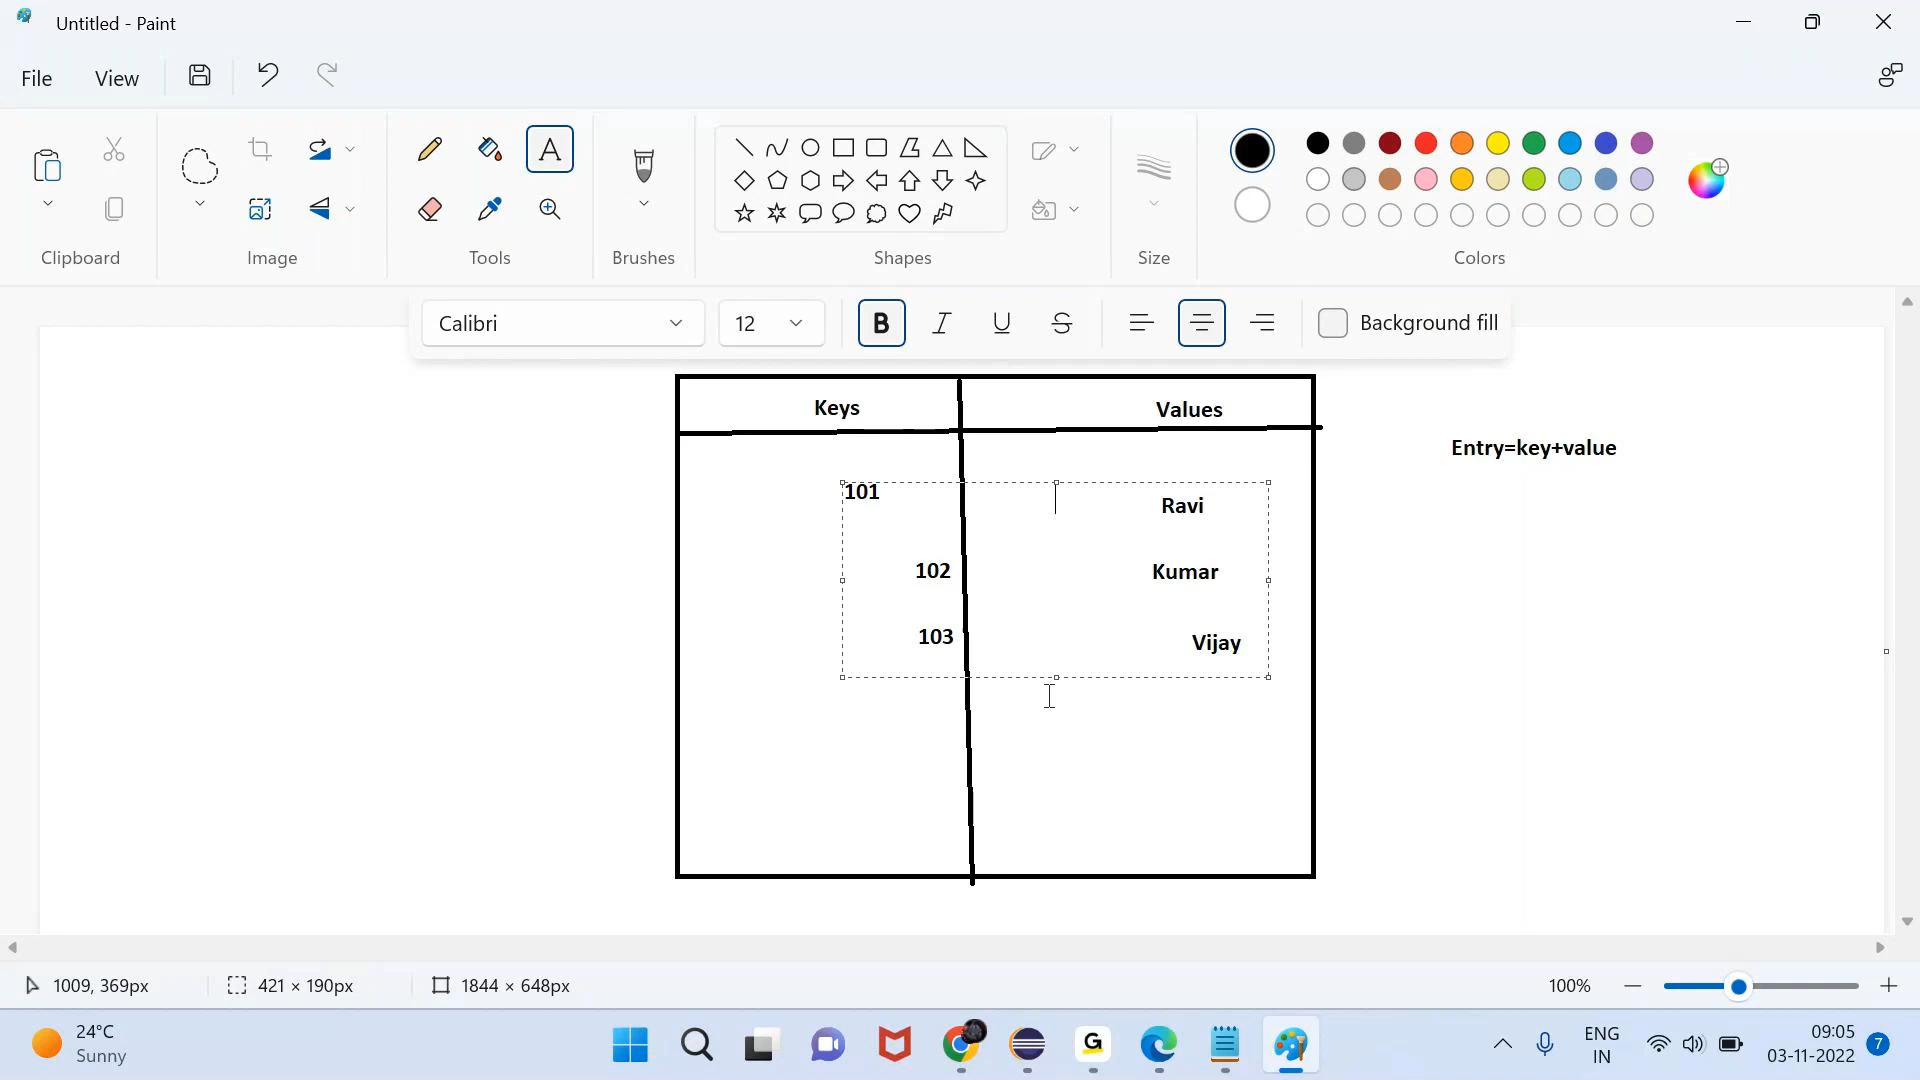 Untitled - Paint
File View
Clipboard Image Tools Brushes Shapes Size Colors
Calibri 12 B I U S Background fill
Keys Values
Entry=key+value
101 Ravi
102 Kumar
103 Vijay
1009, 369px 421 × 190px 1844 × 648px 100%
24°C
Sunny
ENG
IN
09:05
03-11-2022
7